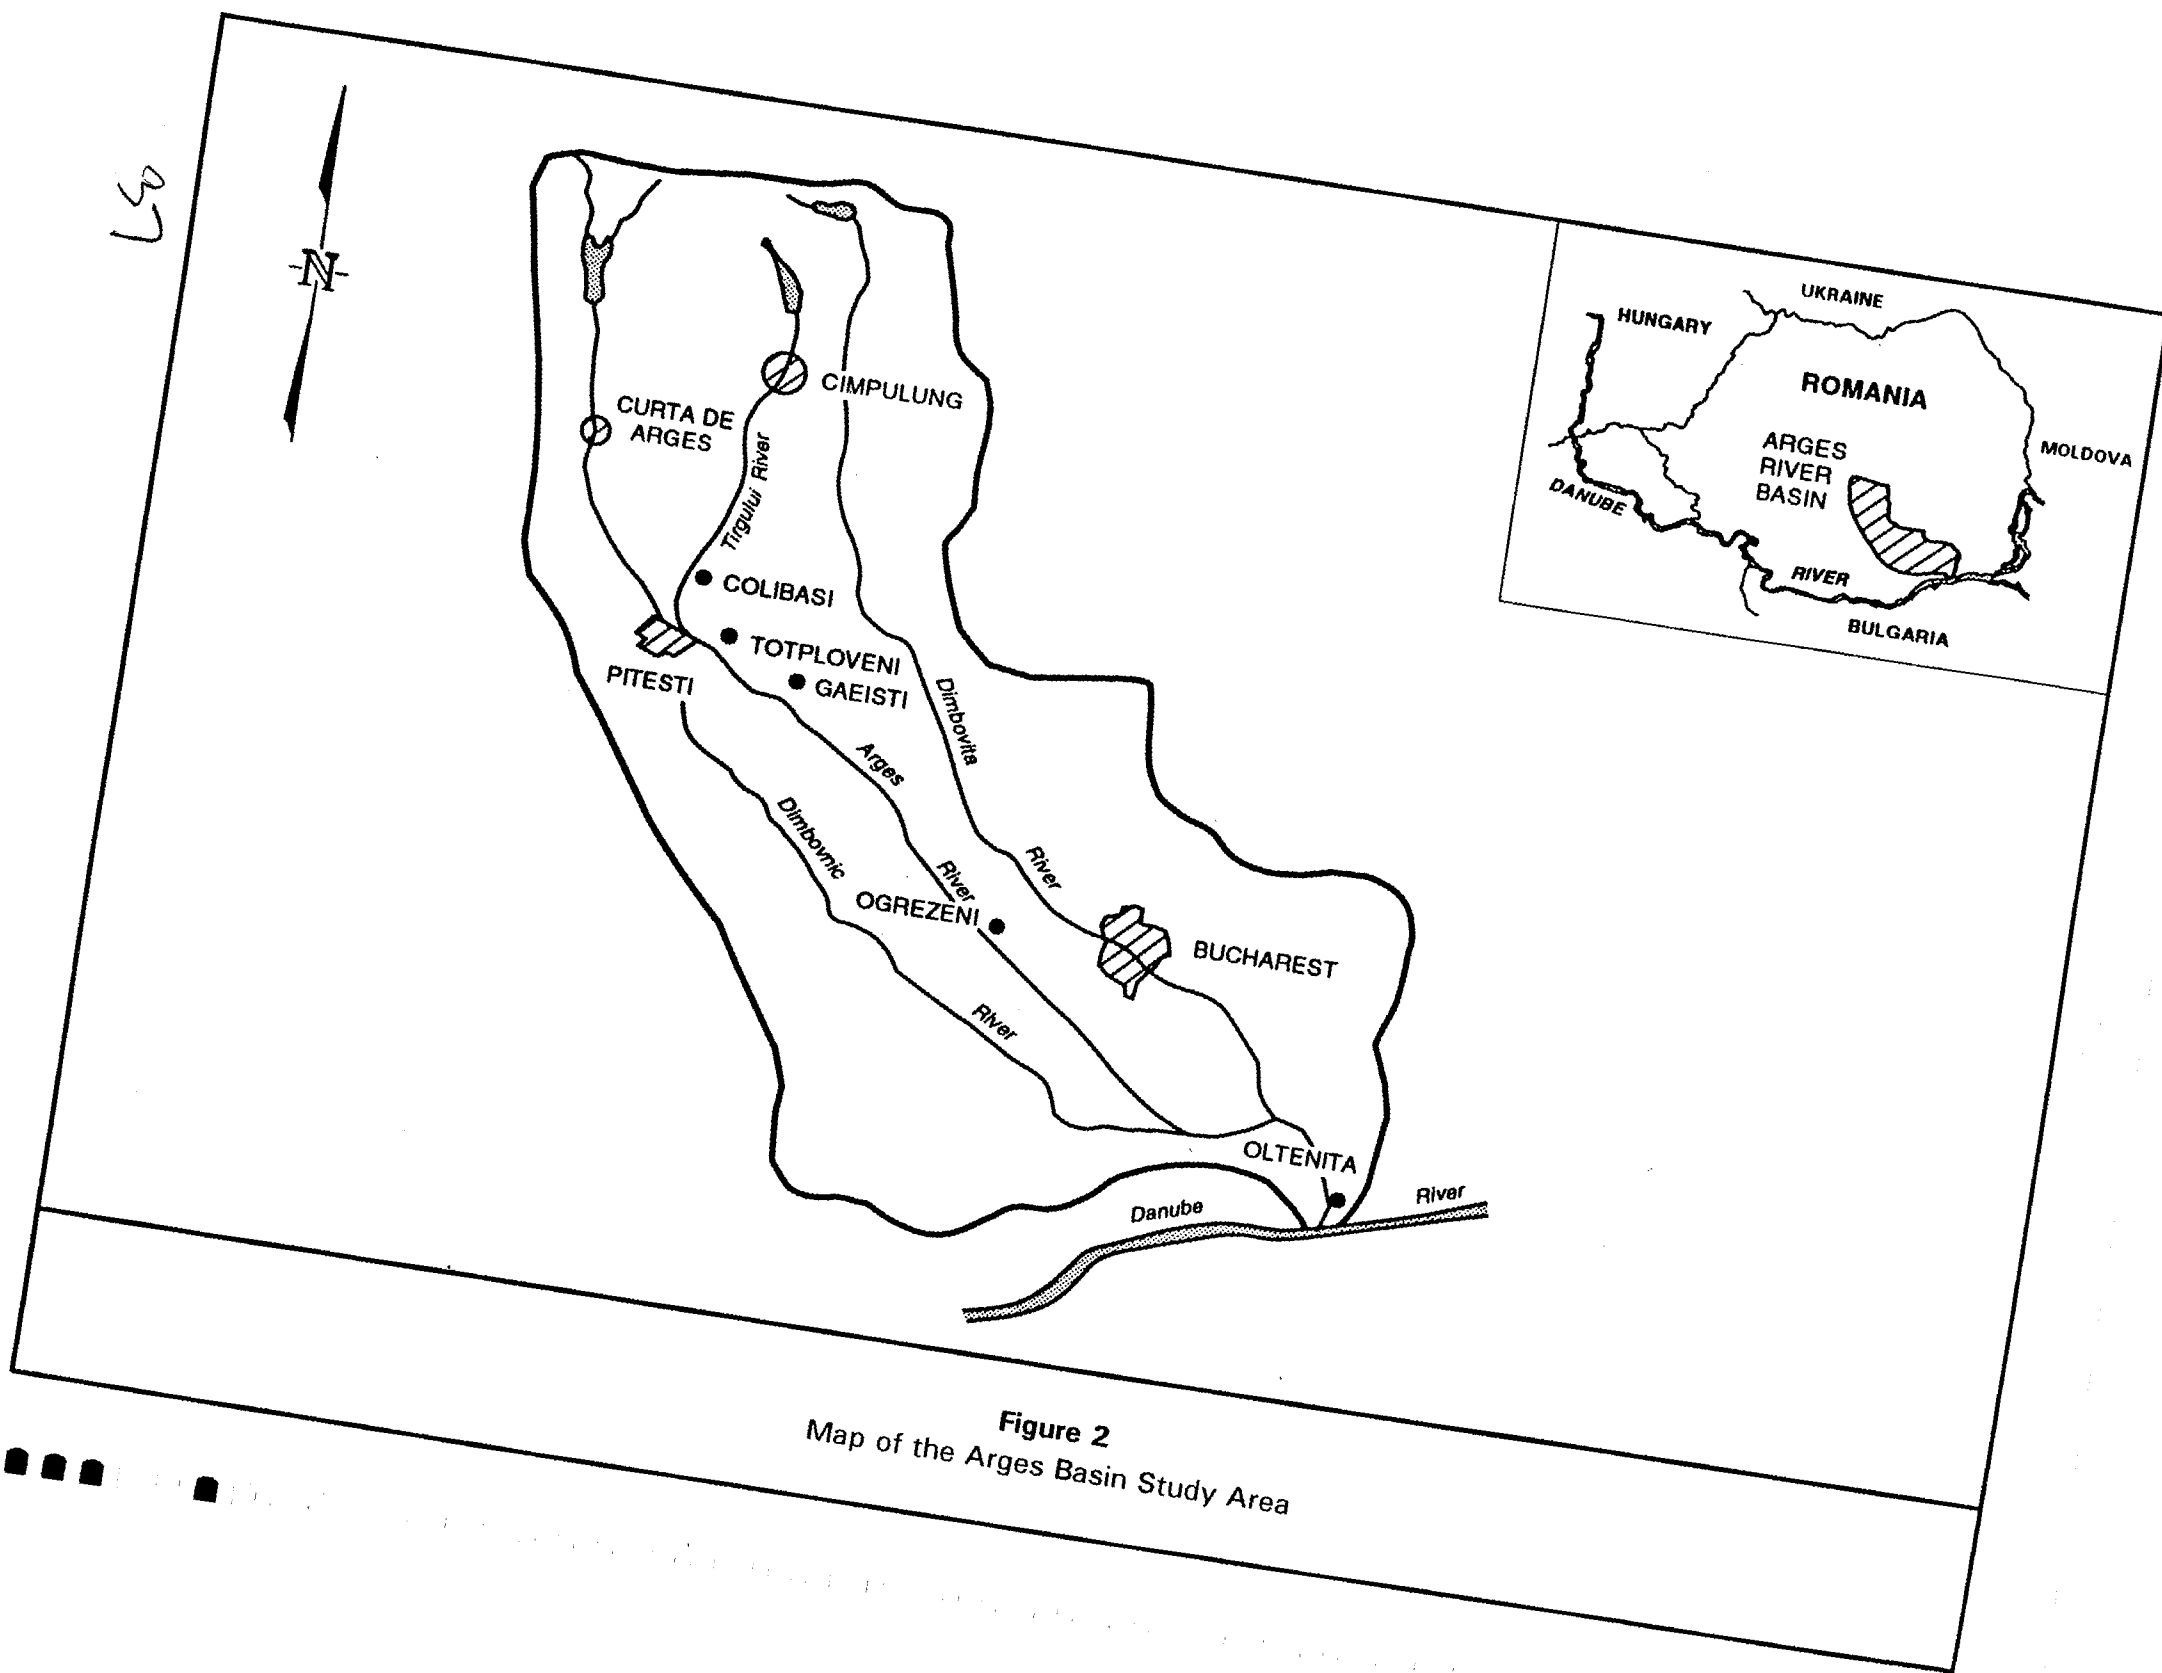 N
CURTA DE
ARGES
CIMPULUNG
Tirgului River
COLIBASI
TOTPLOVENI
GAEISTI
PITESTI
Dimbovita
River
Arges
River
Dimbovnic
River
OGREZENI
BUCHAREST
OLTENITA
Danube
River
UKRAINE
HUNGARY
ROMANIA
ARGES
RIVER
BASIN
MOLDOVA
DANUBE
RIVER
BULGARIA
Figure 2
Map of the Arges Basin Study Area